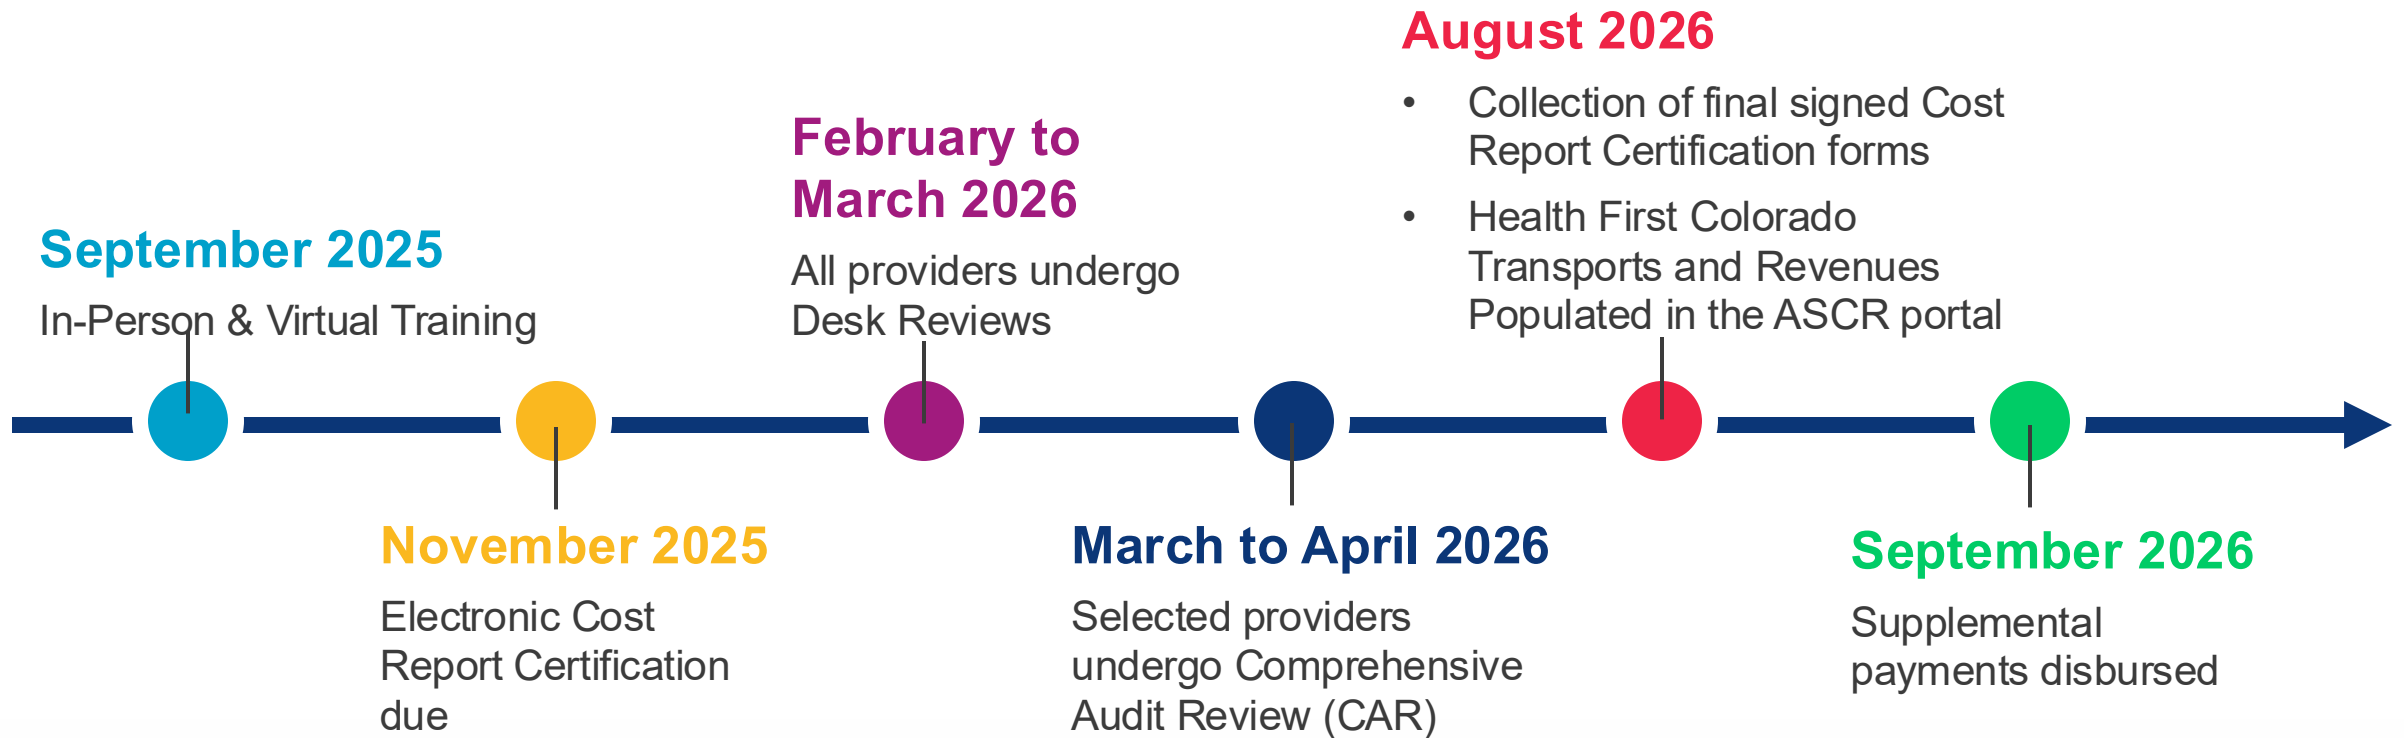 September 2025
In-Person & Virtual Training
November 2025
Electronic Cost
Report Certification
due
February to
March 2026
All providers undergo
Desk Reviews
March to April 2026
Selected providers
undergo Comprehensive
Audit Review (CAR)
August 2026
• Collection of final signed Cost
Report Certification forms
• Health First Colorado
Transports and Revenues
Populated in the ASCR portal
September 2026
Supplemental
payments disbursed